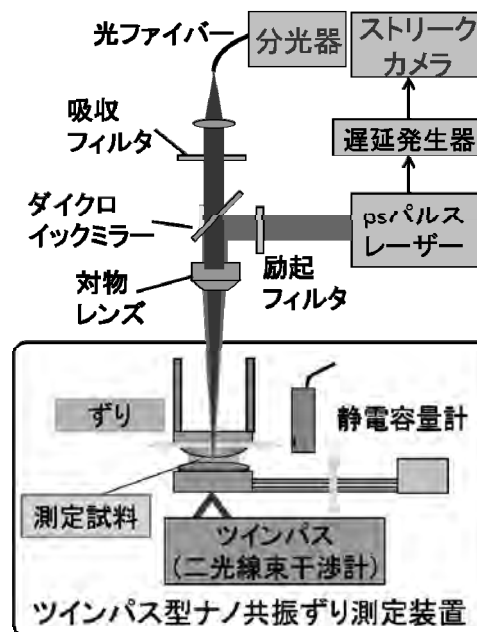 光ファイバー
分光器
ストリーク
カメラ
吸収
フィルタ
遅延発生器
ダイクロ
イックミラー
psパルス
レーザー
励起
フィルタ
対物
レンズ
ずり
静電容量計
測定試料
ツインパス
(二光線束干渉計)
ツインパス型ナノ共振ずり測定装置